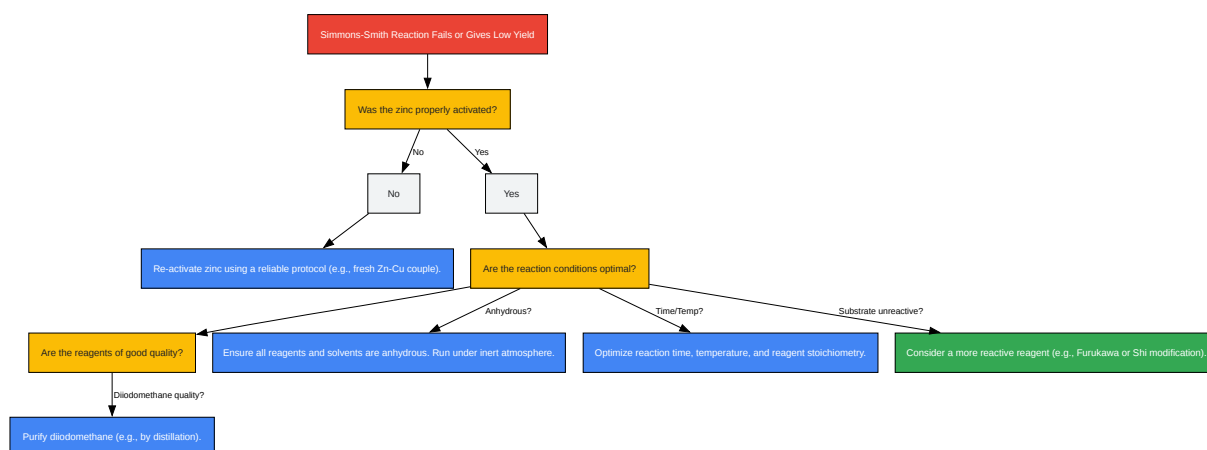 Simmons-Smith Reaction Fails or Gives Low Yield
Was the zinc properly activated?
No
Yes
No
Yes
Re-activate zinc using a reliable protocol (e.g., fresh Zn-Cu couple).
Are the reaction conditions optimal?
Anhydrous?
Time/Temp?
Substrate unreactive?
Are the reagents of good quality?
Ensure all reagents and solvents are anhydrous. Run under inert atmosphere.
Optimize reaction time, temperature, and reagent stoichiometry.
Consider a more reactive reagent (e.g., Furukawa or Shi modification).
Diiodomethane quality?
Purify diiodomethane (e.g., by distillation).